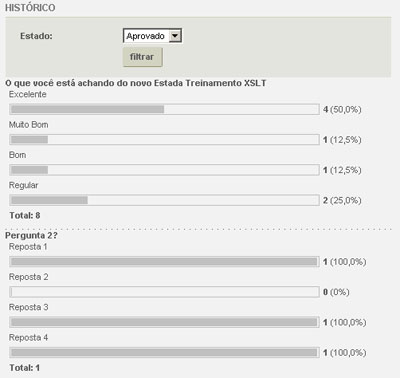 HISTÓRICO
Estado: Aprovado
filtrar
O que você está achando do novo Estada Treinamento XSLT
Excelente
4 (50,0%)
Muito Bom
1 (12,5%)
Bom
1 (12,5%)
Regular
2 (25,0%)
Total: 8
Pergunta 2?
Reposta 1
1 (100,0%)
Reposta 2
0 (0%)
Reposta 3
1 (100,0%)
Reposta 4
1 (100,0%)
Total: 1